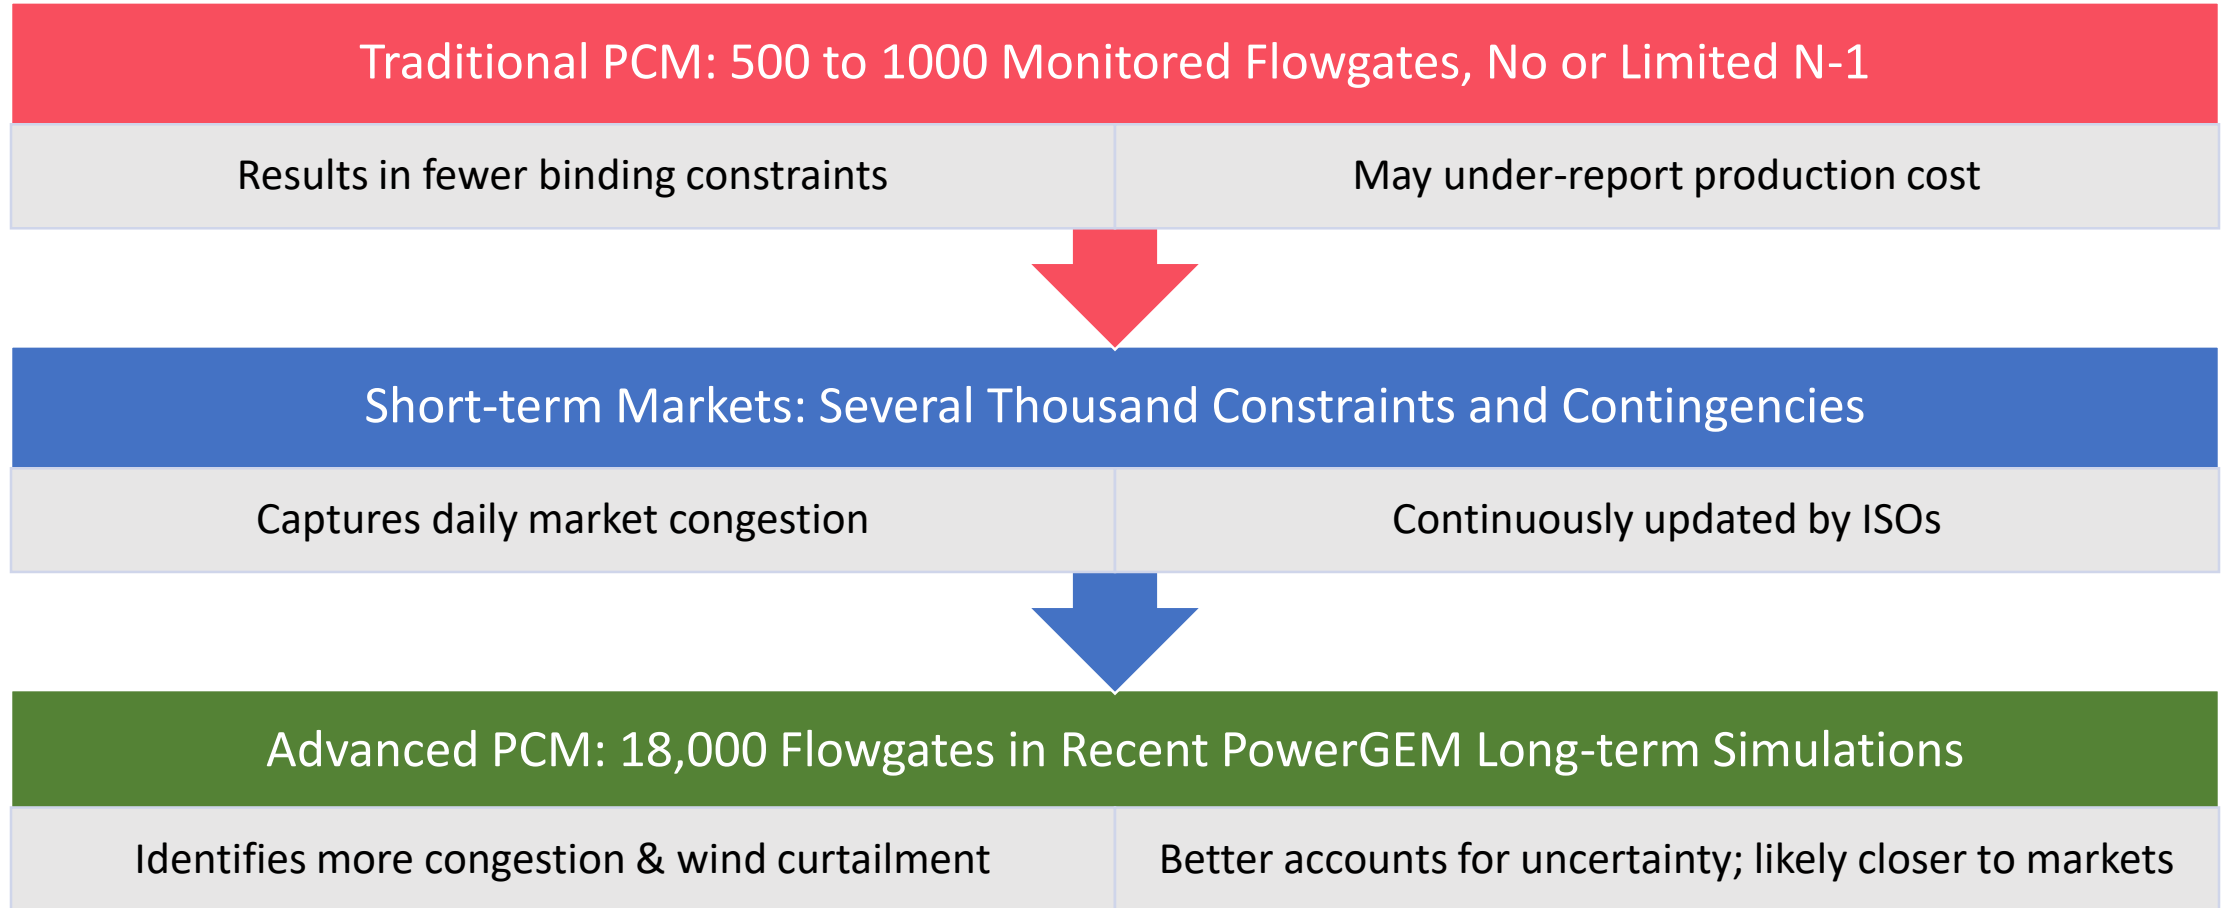 Traditional PCM: 500 to 1000 Monitored Flowgates, No or Limited N-1
Results in fewer binding constraints
May under-report production cost
Short-term Markets: Several Thousand Constraints and Contingencies
Captures daily market congestion
Continuously updated by ISOs
Advanced PCM: 18,000 Flowgates in Recent PowerGEM Long-term Simulations
Identifies more congestion & wind curtailment
Better accounts for uncertainty; likely closer to markets